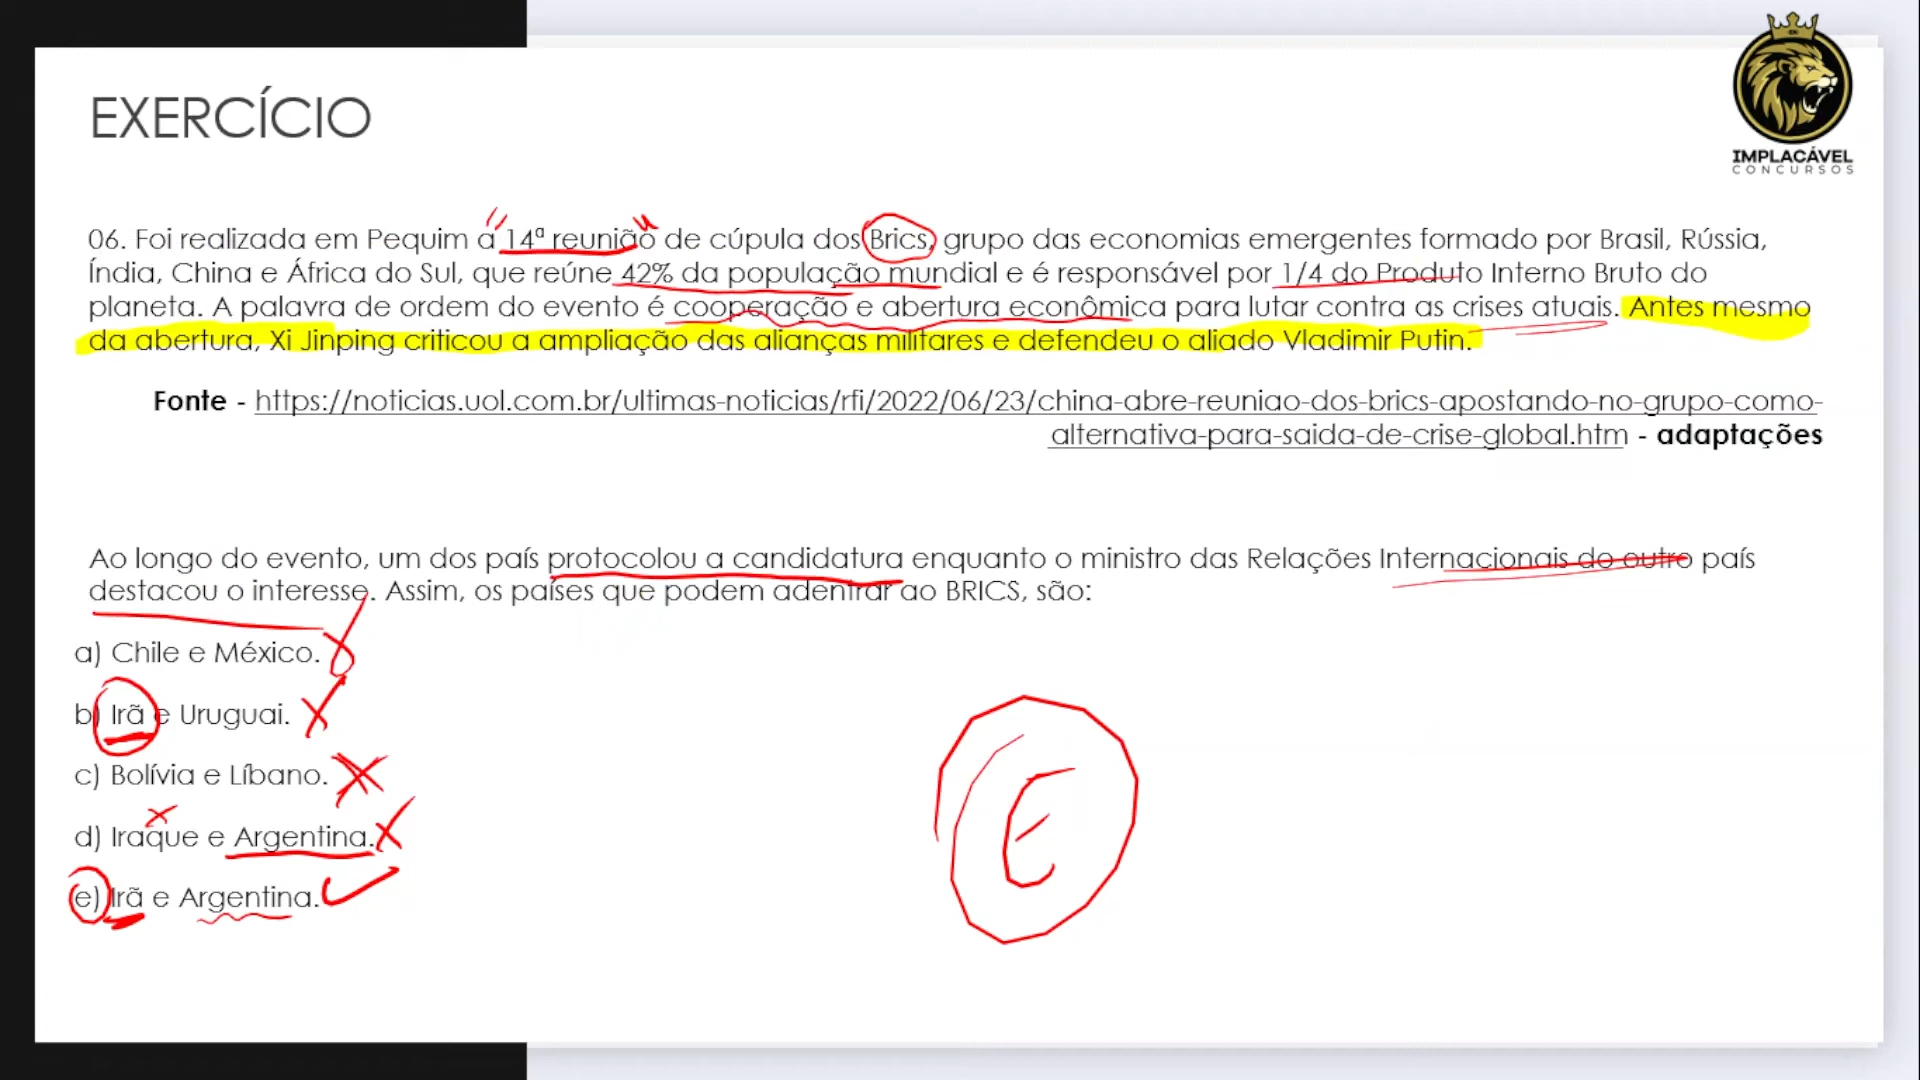 EXERCÍCIO
IMPLACÁVEL
CONCURSOS
06. Foi realizada em Pequim a 14ª reunião de cúpula dos Brics, grupo das economias emergentes formado por Brasil, Rússia,
Índia, China e África do Sul, que reúne 42% da população mundial e é responsável por 1/4 do Produto Interno Bruto do
planeta. A palavra de ordem do evento é cooperação e abertura econômica para lutar contra as crises atuais. Antes mesmo
da abertura, Xi Jinping criticou a ampliação das alianças militares e defendeu o aliado Vladimir Putin.
Fonte - https://noticias.uol.com.br/ultimas-noticias/rfi/2022/06/23/china-abre-reuniao-dos-brics-apostando-no-grupo-como-
alternativa-para-saida-de-crise-global.htm - adaptações
Ao longo do evento, um dos país protocolou a candidatura enquanto o ministro das Relações Internacionais do outro país
destacou o interesse. Assim, os países que podem adentrar ao BRICS, são:
a) Chile e México.
b) Irã e Uruguai.
c) Bolívia e Líbano.
d) Iraque e Argentina.
e) Irã e Argentina.
E